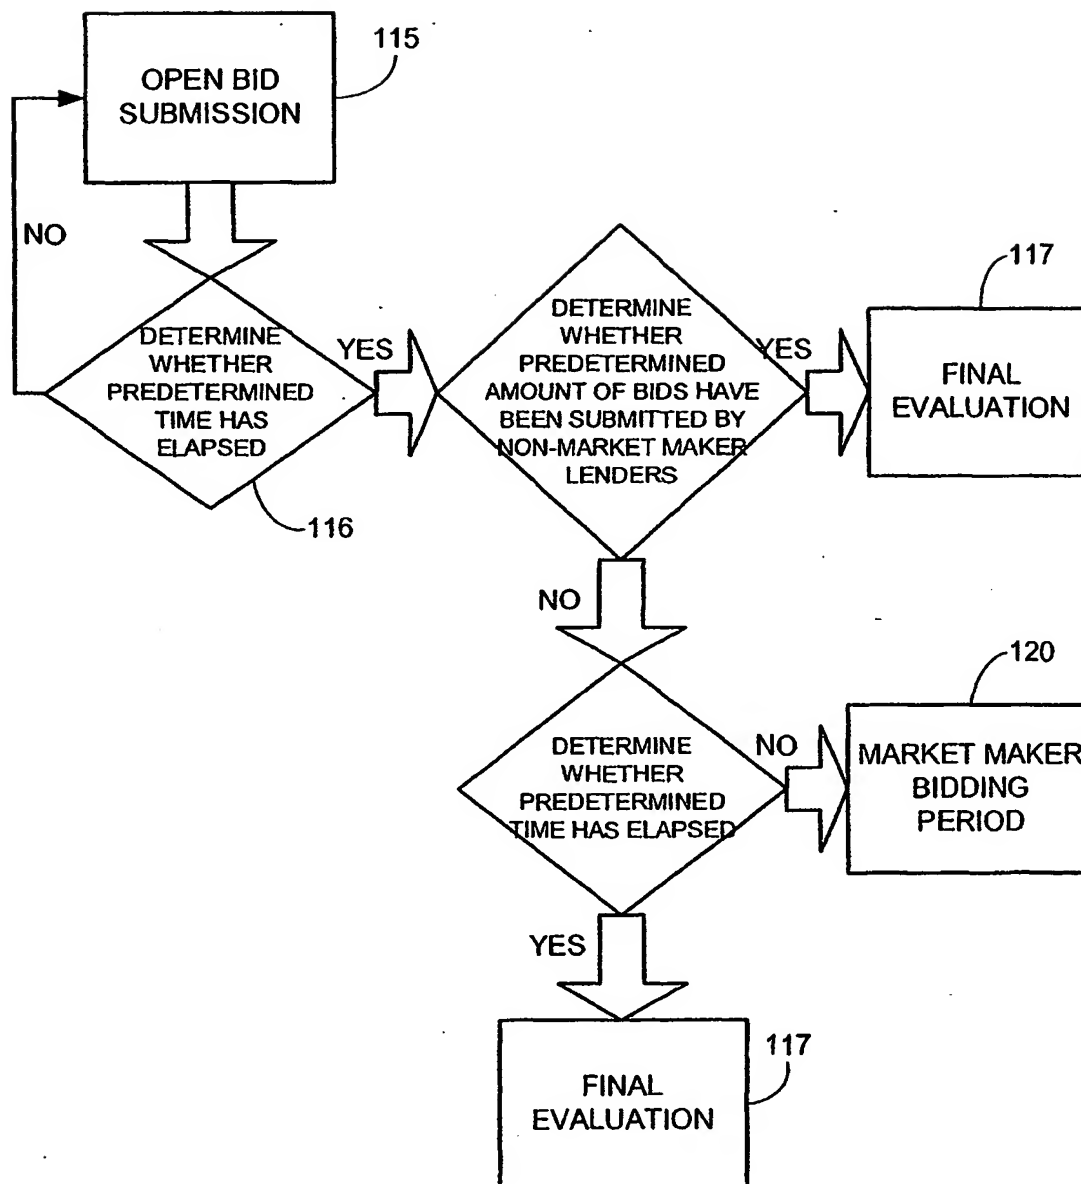 115
OPEN BID
SUBMISSION
NO
117
DETERMINE
WHETHER
PREDETERMINED
TIME HAS
ELAPSED
YES
DETERMINE
WHETHER
PREDETERMINED
AMOUNT OF BIDS HAVE
BEEN SUBMITTED BY
NON-MARKET MAKER
LENDERS
YES
FINAL
EVALUATION
116
NO
120
DETERMINE
WHETHER
PREDETERMINED
TIME HAS ELAPSED
NO
MARKET MAKER
BIDDING
PERIOD
YES
117
FINAL
EVALUATION